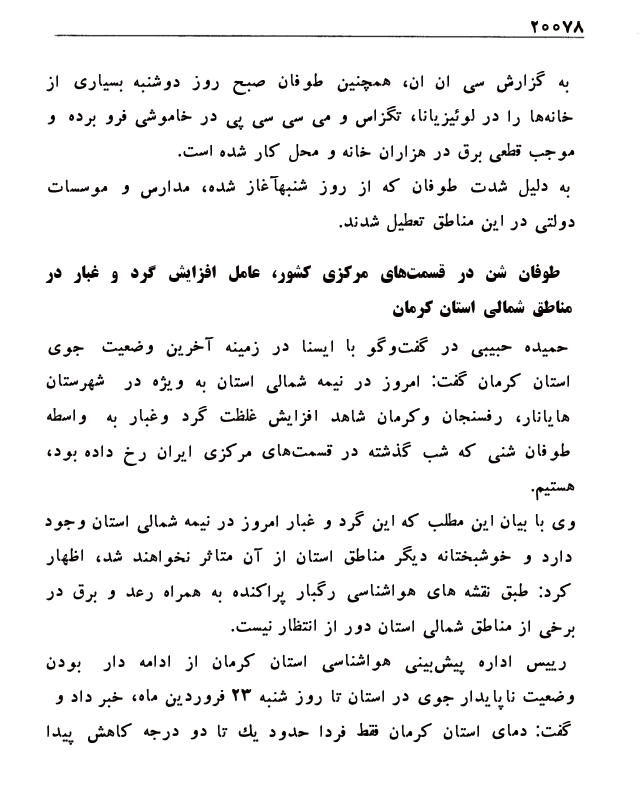 ۲۰۰۷۸
به گزارش سی ان ان، همچنین طوفان صبح روز دوشنبه بسیاری از
خانه‌ها را در لوئیزیانا، تگزاس و می سی سی پی در خاموشی فرو برده و
موجب قطعی برق در هزاران خانه و محل کار شده است.
به دلیل شدت طوفان که از روز شنبهآغاز شده، مدارس و موسسات
دولتی در این مناطق تعطیل شدند.
طوفان شن در قسمت‌های مرکزی کشور، عامل افزایش گرد و غبار در
مناطق شمالی استان کرمان
حمیده حبیبی در گفت‌وگو با ایسنا در زمینه آخرین وضعیت جوی
استان کرمان گفت: امروز در نیمه شمالی استان به ویژه در شهرستان
هایانار، رفسنجان وکرمان شاهد افزایش غلظت گرد وغبار به واسطه
طوفان شنی که شب گذشته در قسمت‌های مرکزی ایران رخ داده بود،
هستیم.
وی با بیان این مطلب که این گرد و غبار امروز در نیمه شمالی استان وجود
دارد و خوشبختانه دیگر مناطق استان از آن متاثر نخواهند شد، اظهار
کرد: طبق نقشه های هواشناسی رگبار پراکنده به همراه رعد و برق در
برخی از مناطق شمالی استان دور از انتظار نیست.
رییس اداره پیش‌بینی هواشناسی استان کرمان از ادامه دار بودن
وضعیت ناپایدار جوی در استان تا روز شنبه ۲۳ فروردین ماه، خبر داد و
گفت: دمای استان کرمان فقط فردا حدود یك تا دو درجه کاهش پیدا